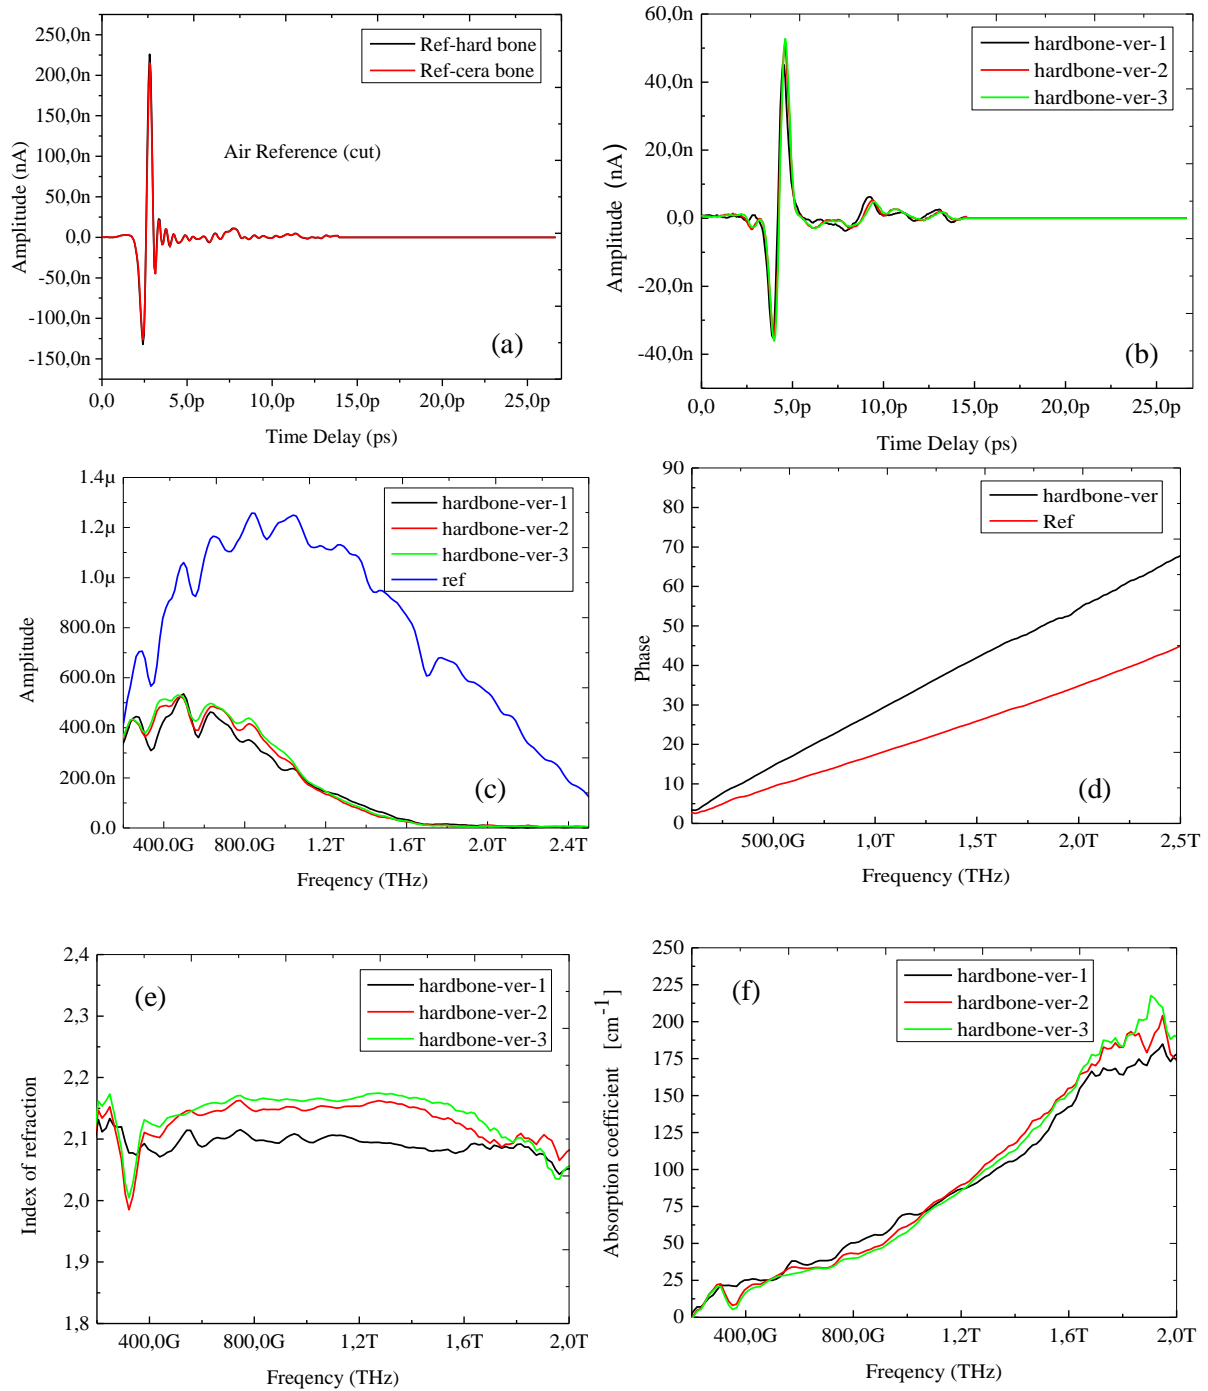 250,0n
200,0n
150,0n
100,0n
50,0n
0,0
-50,0n
-100,0n
-150,0n
Amplitude (nA)
Ref-hard bone
Ref-cera bone
Air Reference (cut)
(a)
0,0 5,0p 10,0p 15,0p 20,0p 25,0p
Time Delay (ps)
60,0n
40,0n
20,0n
0,0
-20,0n
-40,0n
Amplitude (nA)
hardbone-ver-1
hardbone-ver-2
hardbone-ver-3
(b)
0,0 5,0p 10,0p 15,0p 20,0p 25,0p
Time Delay (ps)
1.4µ
1.2µ
1.0µ
800.0n
600.0n
400.0n
200.0n
0.0
Amplitude
hardbone-ver-1
hardbone-ver-2
hardbone-ver-3
ref
(c)
400.0G 800.0G 1.2T 1.6T 2.0T 2.4T
Freqency (THz)
90
80
70
60
50
40
30
20
10
0
Phase
hardbone-ver
Ref
(d)
500,0G 1,0T 1,5T 2,0T 2,5T
Frequency (THz)
2,4
2,3
2,2
2,1
2,0
1,9
1,8
Index of refraction
(e)
hardbone-ver-1
hardbone-ver-2
hardbone-ver-3
400,0G 800,0G 1,2T 1,6T 2,0T
Freqency (THz)
250
225
200
175
150
125
100
75
50
25
0
Absorption coefficient [cm-1]
(f)
hardbone-ver-1
hardbone-ver-2
hardbone-ver-3
400,0G 800,0G 1,2T 1,6T 2,0T
Freqency (THz)